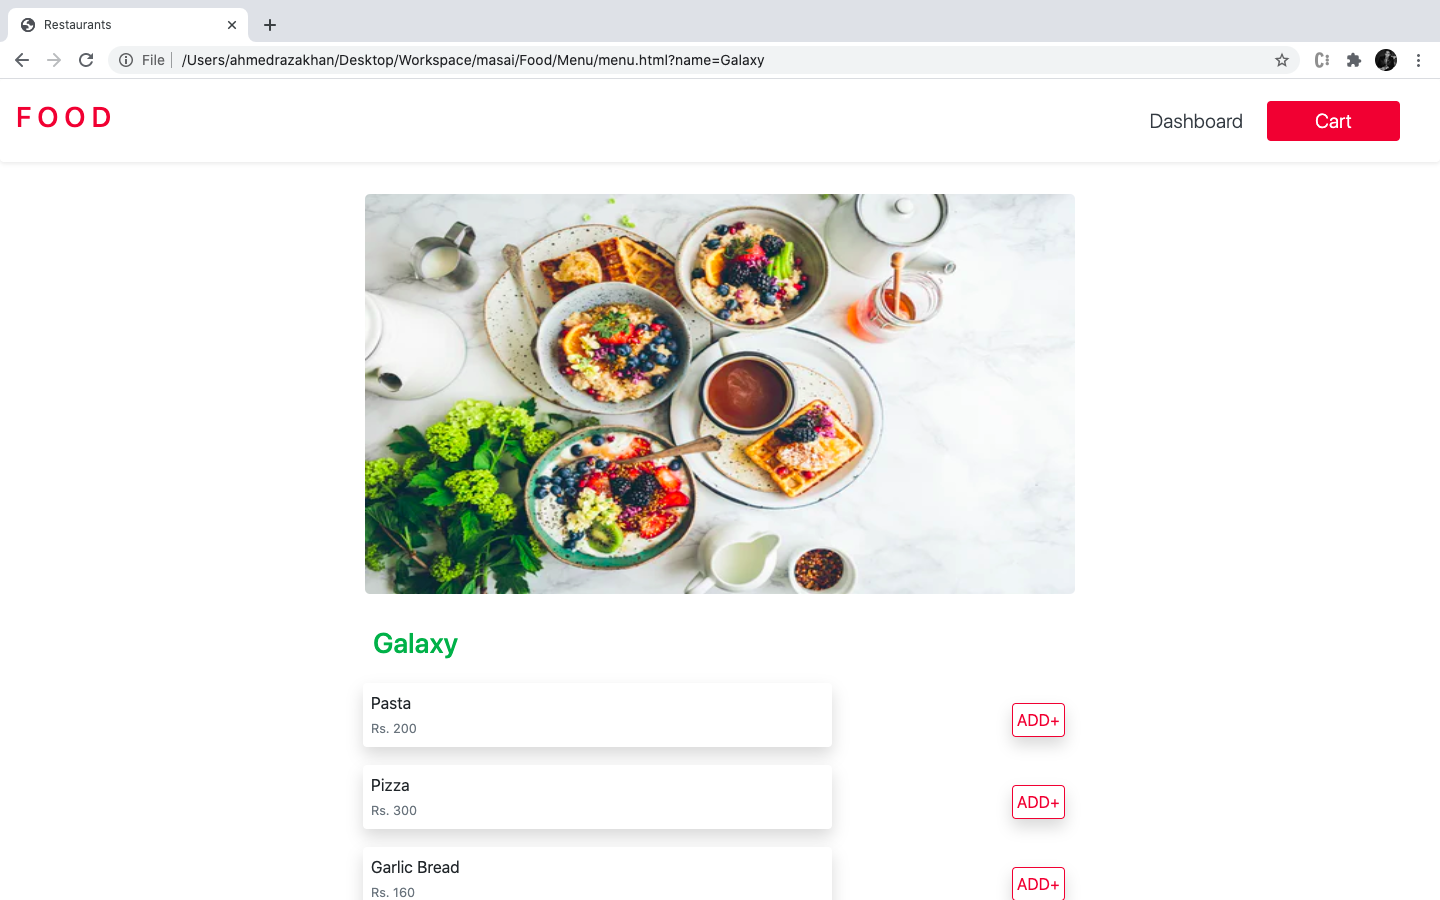 Restaurants
File /Users/ahmedrazakhan/Desktop/Workspace/masai/Food/Menu/menu.html?name=Galaxy
FOOD
Dashboard
Cart
Galaxy
Pasta
Rs. 200
ADD+
Pizza
Rs. 300
ADD+
Garlic Bread
Rs. 160
ADD+